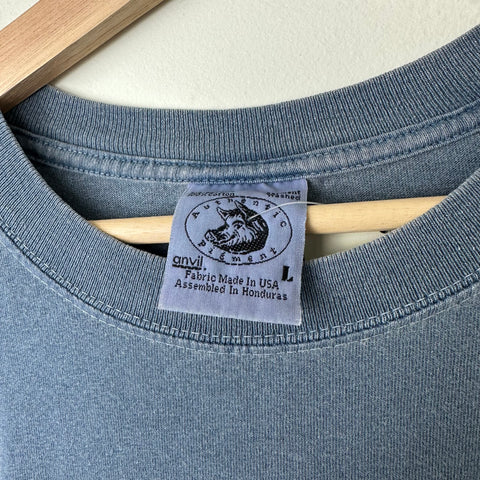 Authentic
Pigment
anvil
L
Fabric Made In USA
Assembled In Honduras